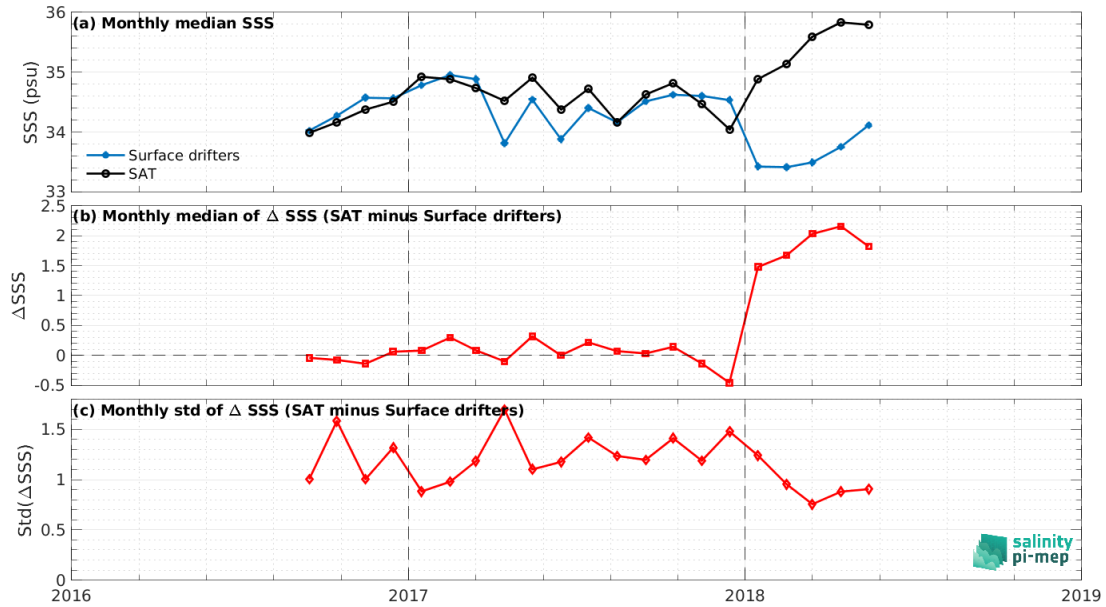 (a) Monthly median SSS
36
35
34
33
SSS (psu)
Surface drifters
SAT
(b) Monthly median of Δ SSS (SAT minus Surface drifters)
2.5
2
1.5
1
0.5
0
-0.5
ΔSSS
(c) Monthly std of Δ SSS (SAT minus Surface drifters)
1.5
1
0.5
0
Std(ΔSSS)
2016
2017
2018
2019
salinity
pi-mep